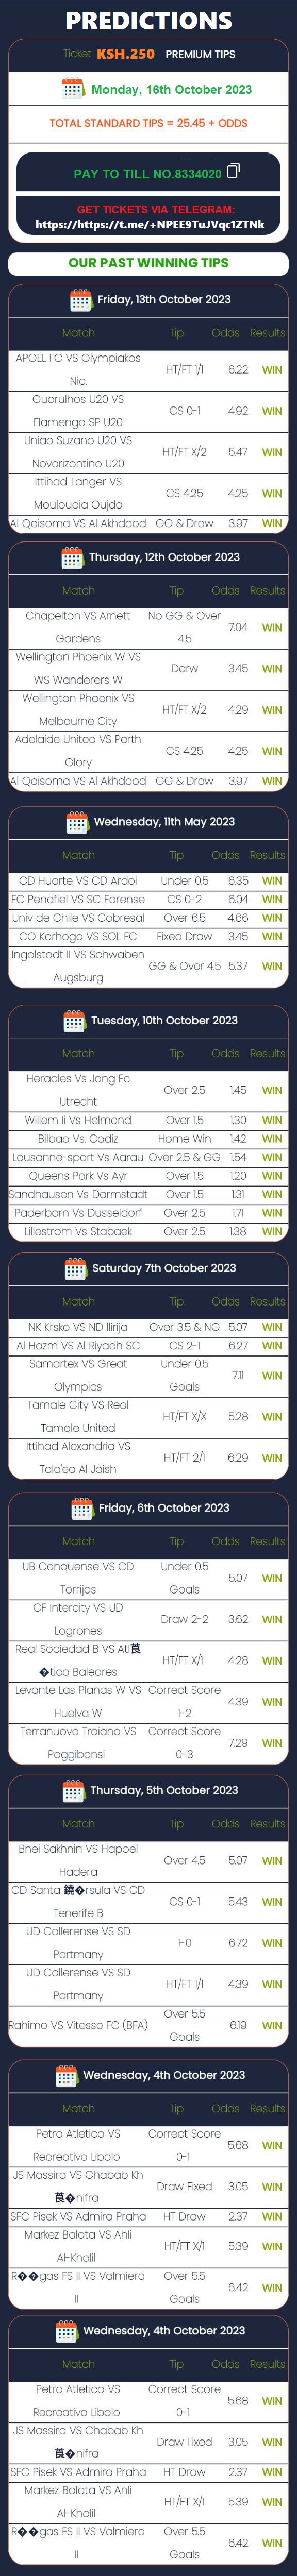 PREDICTIONS
Ticket KSH.250 PREMIUM TIPS
Monday, 16th October 2023
TOTAL STANDARD TIPS = 25.45 + ODDS
PAY TO TILL NO.8334020
GET TICKETS VIA TELEGRAM:
https://https://t.me/+NPEE9TuJVqc1ZTNk
OUR PAST WINNING TIPS
Friday, 13th October 2023
Match Tip Odds Results
APOEL FC VS Olympiakos
Nic. HT/FT 1/1 6.22 WIN
Guarulhos U20 VS
Flamengo SP U20 CS 0-1 4.92 WIN
Uniao Suzano U20 VS
Novorizontino U20 HT/FT X/2 5.47 WIN
Ittihad Tanger VS
Mouloudia Oujda CS 4.25 4.25 WIN
Al Qaisoma VS Al Akhdood GG & Draw 3.97 WIN
Thursday, 12th October 2023
Match Tip Odds Results
Chapelton VS Arnett No GG & Over
Gardens 4.5 7.04 WIN
Wellington Phoenix W VS
WS Wanderers W Darw 3.45 WIN
Wellington Phoenix VS
Melbourne City HT/FT X/2 4.29 WIN
Adelaide United VS Perth
Glory CS 4.25 4.25 WIN
Al Qaisoma VS Al Akhdood GG & Draw 3.97 WIN
Wednesday, 11th May 2023
Match Tip Odds Results
CD Huarte VS CD Ardoi Under 0.5 6.35 WIN
FC Penafiel VS SC Farense CS 0-2 6.04 WIN
Univ de Chile VS Cobresal Over 6.5 4.66 WIN
CO Korhogo VS SOL FC Fixed Draw 3.45 WIN
Ingolstadt II VS Schwaben
Augsburg GG & Over 4.5 5.37 WIN
Tuesday, 10th October 2023
Match Tip Odds Results
Heracles Vs Jong Fc
Utrecht Over 2.5 1.45 WIN
Willem Ii Vs Helmond Over 1.5 1.30 WIN
Bilbao Vs. Cadiz Home Win 1.42 WIN
Lausanne-sport Vs Aarau Over 2.5 & GG 1.54 WIN
Queens Park Vs Ayr Over 1.5 1.20 WIN
Sandhausen Vs Darmstadt Over 1.5 1.31 WIN
Paderborn Vs Dusseldorf Over 2.5 1.71 WIN
Lillestrom Vs Stabaek Over 2.5 1.38 WIN
Saturday 7th October 2023
Match Tip Odds Results
NK Krsko VS ND Ilirija Over 3.5 & NG 5.07 WIN
Al Hazm VS Al Riyadh SC CS 2-1 6.27 WIN
Samartex VS Great Under 0.5
Olympics Goals 7.11 WIN
Tamale City VS Real
Tamale United HT/FT X/X 5.28 WIN
Ittihad Alexandria VS
Tala'ea Al Jaish HT/FT 2/1 6.29 WIN
Friday, 6th October 2023
Match Tip Odds Results
UB Conquense VS CD Under 0.5
Torrijos Goals 5.07 WIN
CF Intercity VS UD
Logrones Draw 2-2 3.62 WIN
Real Sociedad B VS Atl茛
�tico Baleares HT/FT X/1 4.28 WIN
Levante Las Planas W VS Correct Score
Huelva W 1-2 4.39 WIN
Terranuova Traiana VS Correct Score
Poggibonsi 0-3 7.29 WIN
Thursday, 5th October 2023
Match Tip Odds Results
Bnei Sakhnin VS Hapoel
Hadera Over 4.5 5.07 WIN
CD Santa 鐃�rsula VS CD
Tenerife B CS 0-1 5.43 WIN
UD Collerense VS SD
Portmany 1-0 6.72 WIN
UD Collerense VS SD
Portmany HT/FT 1/1 4.39 WIN
Rahimo VS Vitesse FC (BFA) Over 5.5
Goals 6.19 WIN
Wednesday, 4th October 2023
Match Tip Odds Results
Petro Atletico VS Correct Score
Recreativo Libolo 0-1 5.68 WIN
JS Massira VS Chabab Kh
茛�nifra Draw Fixed 3.05 WIN
SFC Pisek VS Admira Praha HT Draw 2.37 WIN
Markez Balata VS Ahli
Al-Khalil HT/FT X/1 5.39 WIN
R��gas FS II VS Valmiera Over 5.5
II Goals 6.42 WIN
Wednesday, 4th October 2023
Match Tip Odds Results
Petro Atletico VS Correct Score
Recreativo Libolo 0-1 5.68 WIN
JS Massira VS Chabab Kh
茛�nifra Draw Fixed 3.05 WIN
SFC Pisek VS Admira Praha HT Draw 2.37 WIN
Markez Balata VS Ahli
Al-Khalil HT/FT X/1 5.39 WIN
R��gas FS II VS Valmiera Over 5.5
II Goals 6.42 WIN